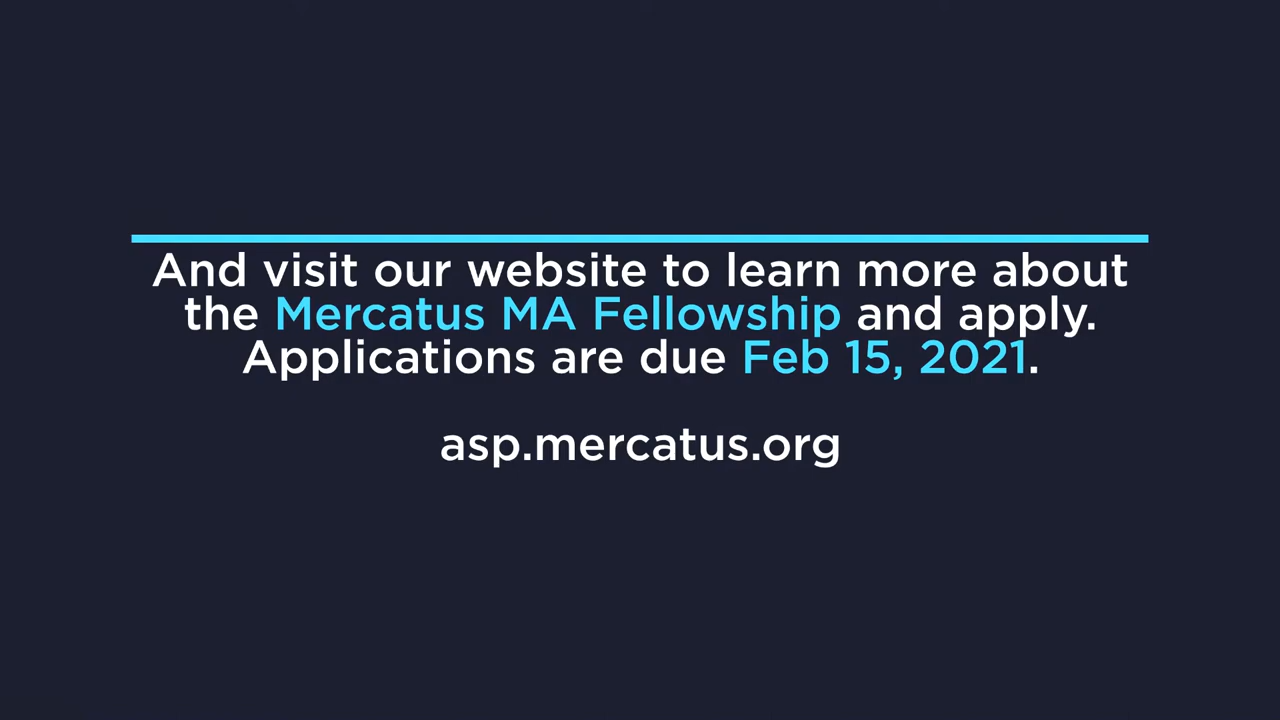 And visit our website to learn more about
the Mercatus MA Fellowship and apply.
Applications are due Feb 15, 2021.
asp.mercatus.org